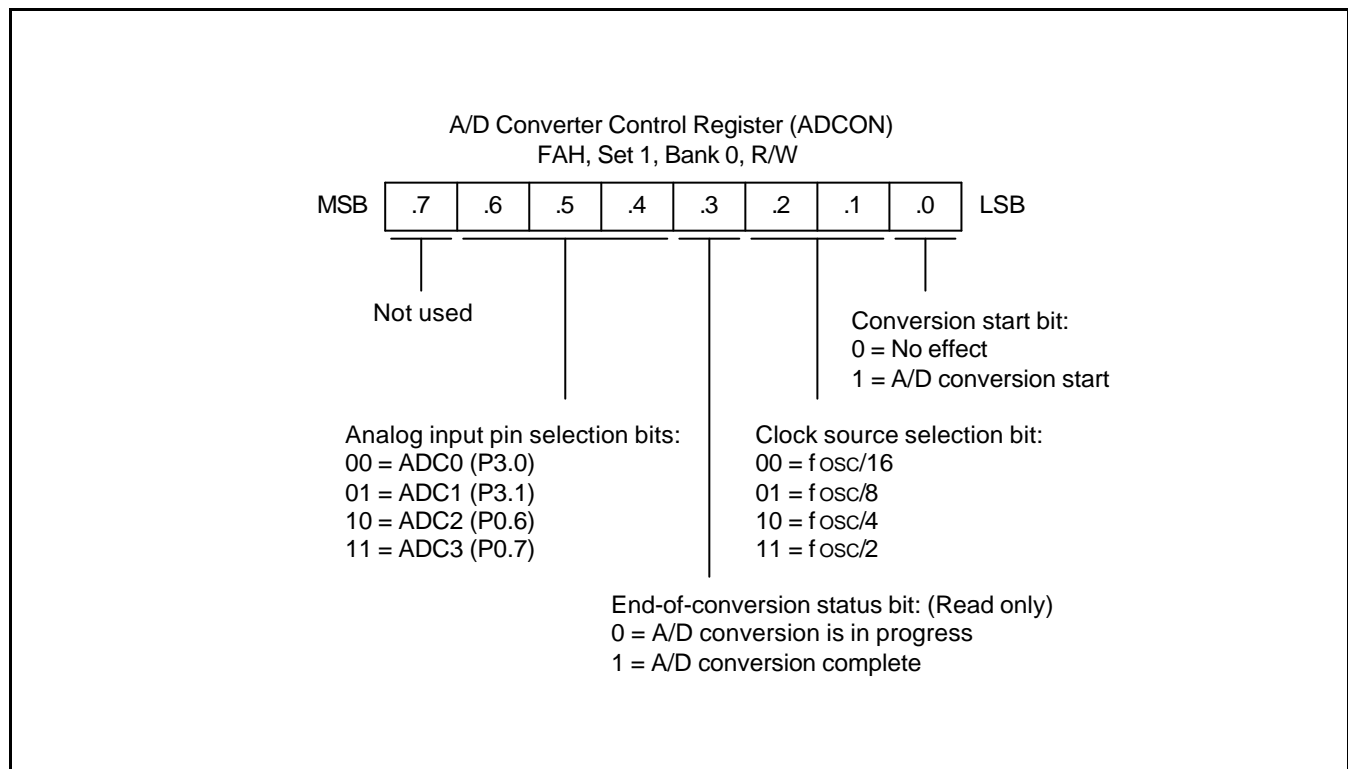 A/D Converter Control Register (ADCON)
FAH, Set 1, Bank 0, R/W
MSB .7 .6 .5 .4 .3 .2 .1 .0 LSB
Not used
Conversion start bit:
0 = No effect
1 = A/D conversion start
Analog input pin selection bits:
00 = ADC0 (P3.0)
01 = ADC1 (P3.1)
10 = ADC2 (P0.6)
11 = ADC3 (P0.7)
Clock source selection bit:
00 = fOSC/16
01 = fOSC/8
10 = fOSC/4
11 = fOSC/2
End-of-conversion status bit: (Read only)
0 = A/D conversion is in progress
1 = A/D conversion complete